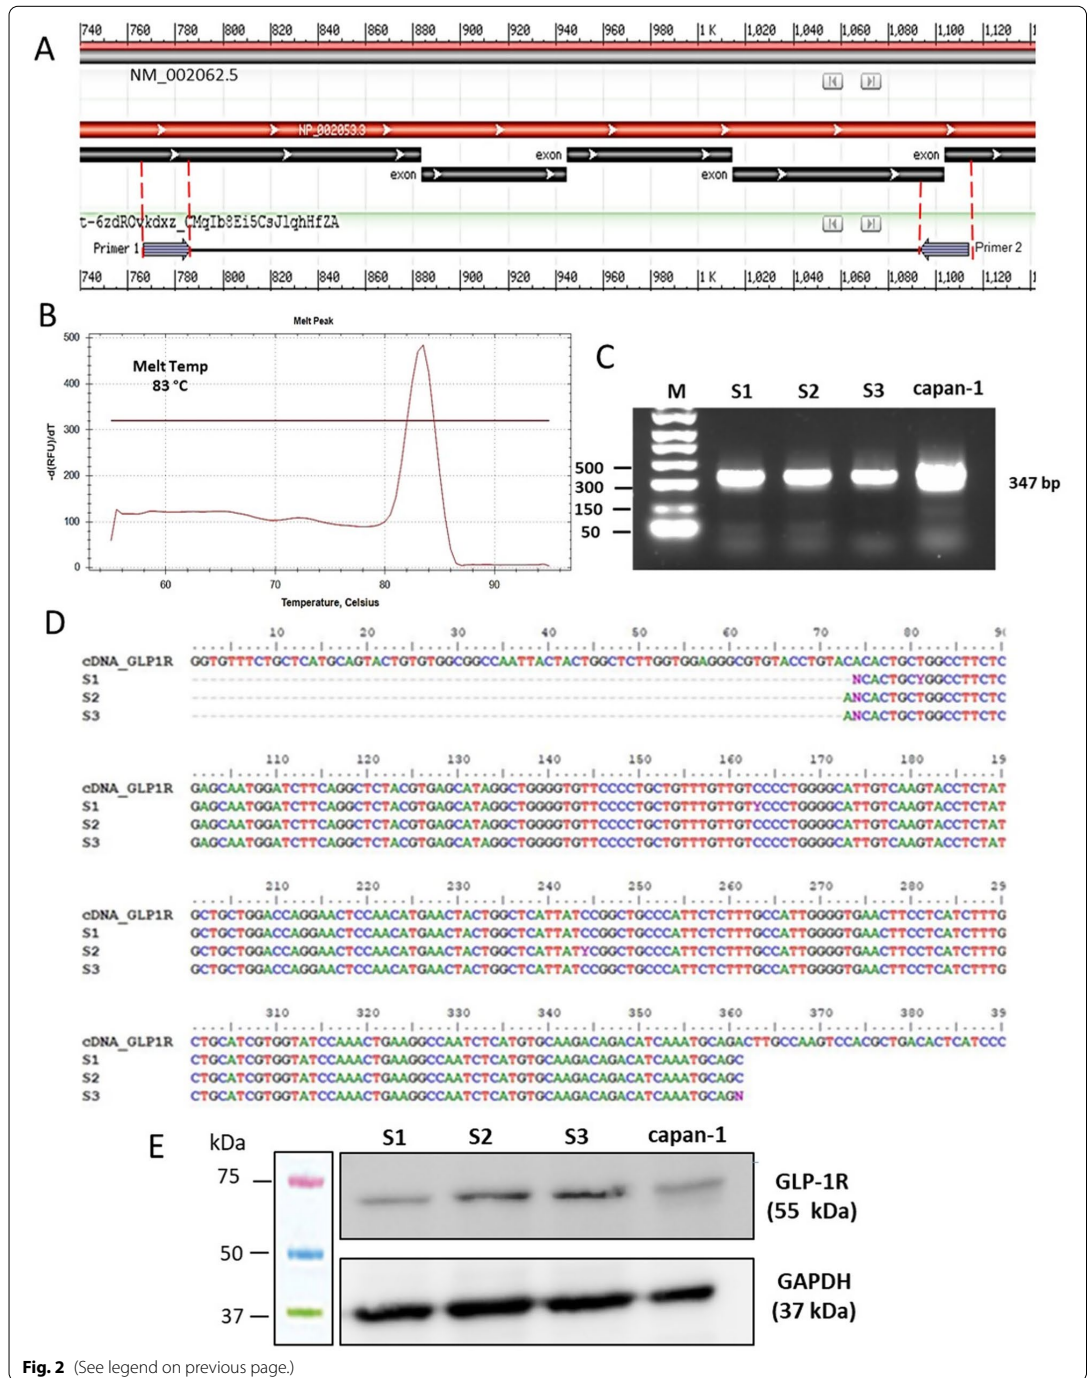 A
740 760 780 800 820 840 860 880 900 920 940 960 980 1 K 1,020 1,040 1,060 1,080 1,100 1,120
NM_002062.5
NP_002053.3
exon exon
exon exon
t-6zdROvkdxz_CMqIb8Ei5CsJlghHfZA
Primer 1 Primer 2
740 760 780 800 820 840 860 880 900 920 940 960 980 1 K 1,020 1,040 1,060 1,080 1,100 1,120
B
Melt Peak
Melt Temp
83 °C
-d(RFU)/dT
500
400
300
200
100
0
60 70 80 90
Temperature, Celsius
C
M S1 S2 S3 capan-1
500
300
150
50
347 bp
D
10 20 30 40 50 60 70 80 90
cDNA_GLP1R GGTGTTTCTGCTCATGCAGTACTGTGTGGCGGCCAATTACTACTGGCTCTTGGTGGAGGGCGTGTACCTGTACACACTGCTGGCCTTCTC
S1 NCACTGCYGGCCTTCTC
S2 ANCACTGCTGGCCTTCTC
S3 ANCACTGCTGGCCTTCTC
110 120 130 140 150 160 170 180 19
cDNA_GLP1R GAGCAATGGATCTTCAGGCTCTACGTGAGCATAGGCTGGGGTGTTCCCCTGCTGTTTGTTGTCCCCTGGGGCATTGTCAAGTACCTCTAT
S1 GAGCAATGGATCTTCAGGCTCTACGTGAGCATAGGCTGGGGTGTTCCCCTGCTGTTTGTTGTYCCCTGGGGCATTGTCAAGTACCTCTAT
S2 GAGCAATGGATCTTCAGGCTCTACGTGAGCATAGGCTGGGGTGTTCCCCTGCTGTTTGTTGTCCCCTGGGGCATTGTCAAGTACCTCTAT
S3 GAGCAATGGATCTTCAGGCTCTACGTGAGCATAGGCTGGGGTGTTCCCCTGCTGTTTGTTGTCCCCTGGGGCATTGTCAAGTACCTCTAT
210 220 230 240 250 260 270 280 29
cDNA_GLP1R GCTGCTGGACCAGGAACTCCAACATGAACTACTGGCTCATTATCCGGCTGCCCATTCTCTTTGCCATTGGGGTGAACTTCCTCATCTTTG
S1 GCTGCTGGACCAGGAACTCCAACATGAACTACTGGCTCATTATCCGGCTGCCCATTCTCTTTGCCATTGGGGTGAACTTCCTCATCTTTG
S2 GCTGCTGGACCAGGAACTCCAACATGAACTACTGGCTCATTATYCGGCTGCCCATTCTCTTTGCCATTGGGGTGAACTTCCTCATCTTTG
S3 GCTGCTGGACCAGGAACTCCAACATGAACTACTGGCTCATTATCCGGCTGCCCATTCTCTTTGCCATTGGGGTGAACTTCCTCATCTTTG
310 320 330 340 350 360 370 380 39
cDNA_GLP1R CTGCATCGTGGTATCCAAACTGAAGGCCAATCTCATGTGCAAGACAGACATCAAATGCAGACTTGCCAAGTCCACGCTGACACTCATCCC
S1 CTGCATCGTGGTATCCAAACTGAAGGCCAATCTCATGTGCAAGACAGACATCAAATGCAGC
S2 CTGCATCGTGGTATCCAAACTGAAGGCCAATCTCATGTGCAAGACAGACATCAAATGCAGC
S3 CTGCATCGTGGTATCCAAACTGAAGGCCAATCTCATGTGCAAGACAGACATCAAATGCAGN
E
kDa S1 S2 S3 capan-1
75
50
37
GLP-1R
(55 kDa)
GAPDH
(37 kDa)
Fig. 2 (See legend on previous page.)